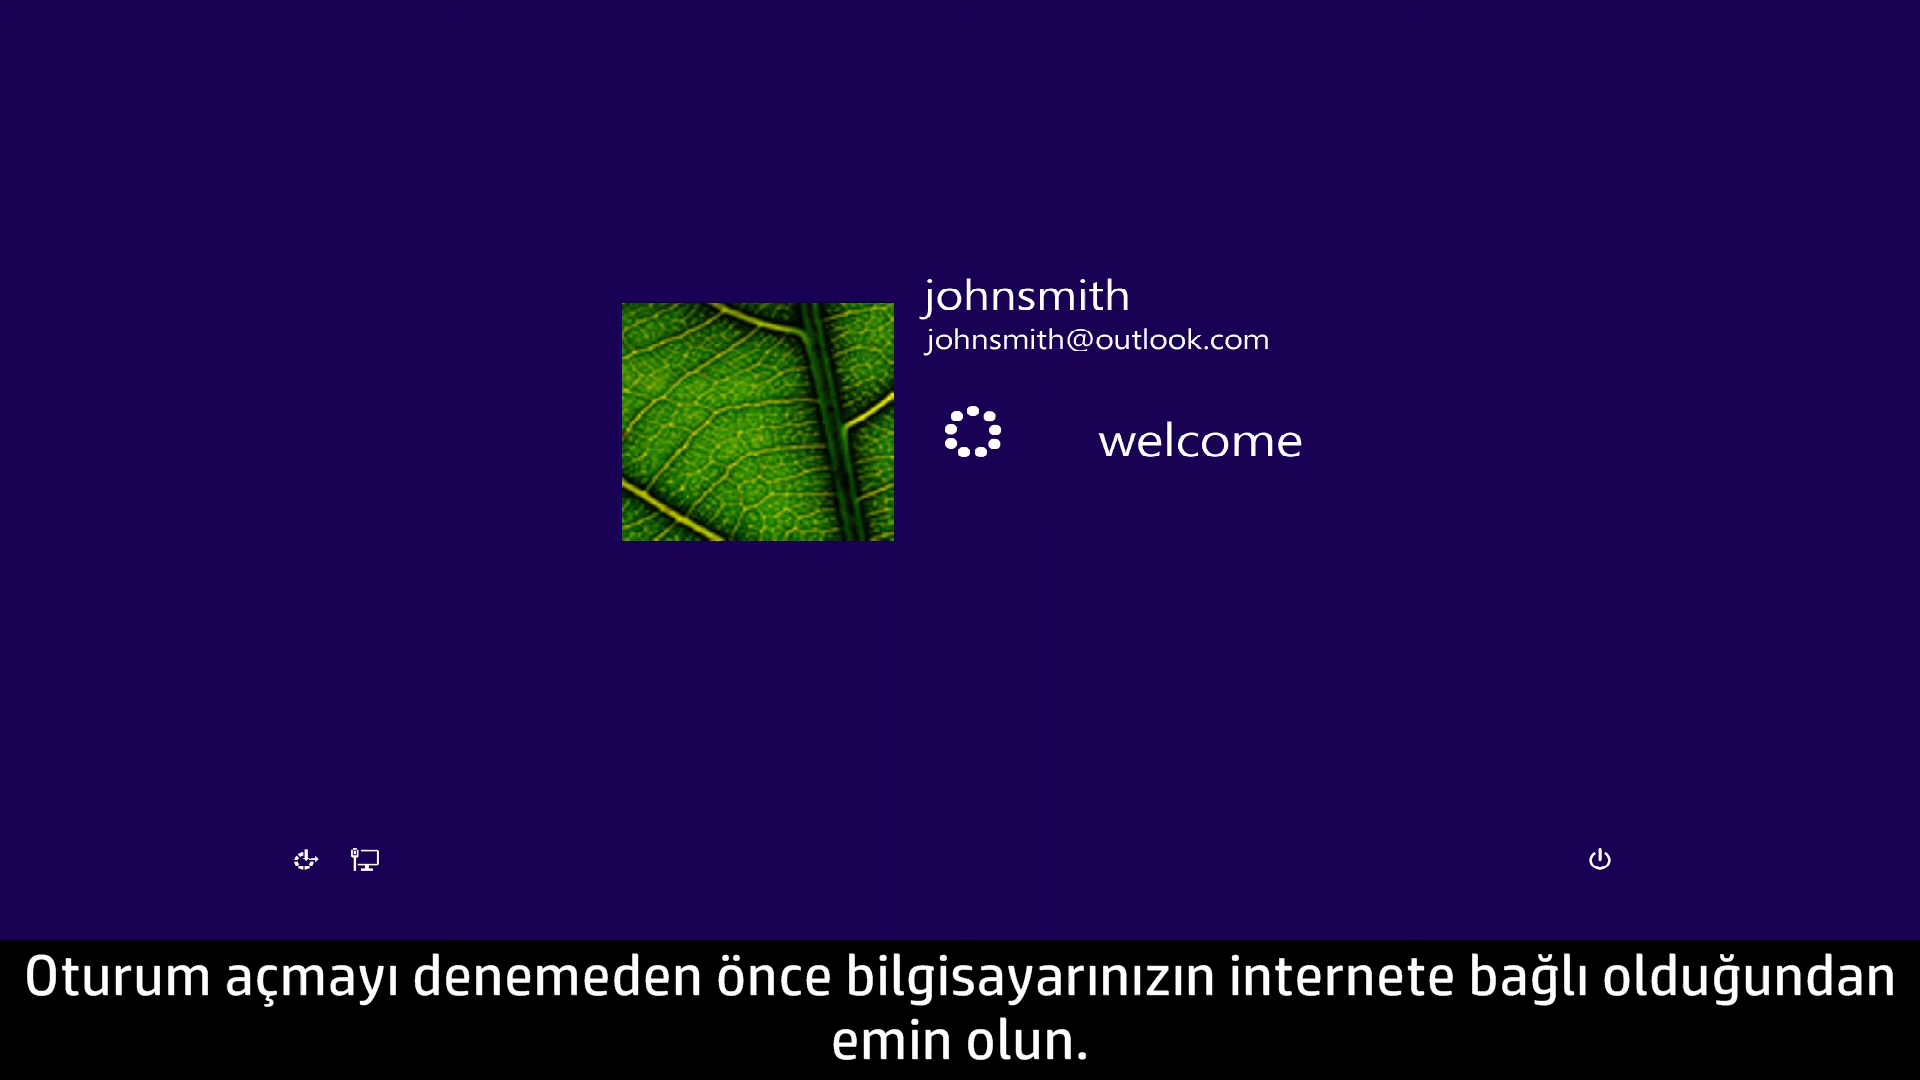 johnsmith
johnsmith@outlook.com
welcome
Oturum açmayı denemeden önce bilgisayarınızın internete bağlı olduğundan
emin olun.